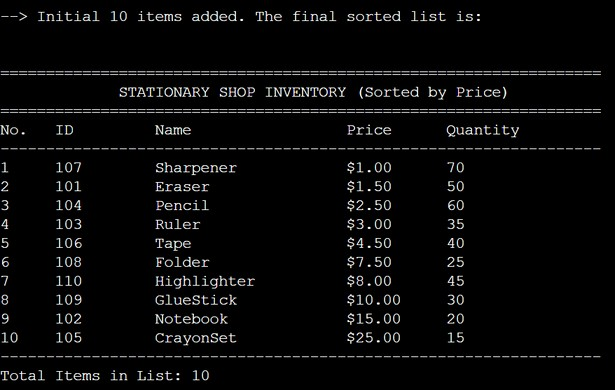 --> Initial 10 items added. The final sorted list is:
==================================================================
STATIONARY SHOP INVENTORY (Sorted by Price)
==================================================================
No. ID Name Price Quantity
------------------------------------------------------------------
1 107 Sharpener $1.00 70
2 101 Eraser $1.50 50
3 104 Pencil $2.50 60
4 103 Ruler $3.00 35
5 106 Tape $4.50 40
6 108 Folder $7.50 25
7 110 Highlighter $8.00 45
8 109 GlueStick $10.00 30
9 102 Notebook $15.00 20
10 105 CrayonSet $25.00 15
------------------------------------------------------------------
Total Items in List: 10